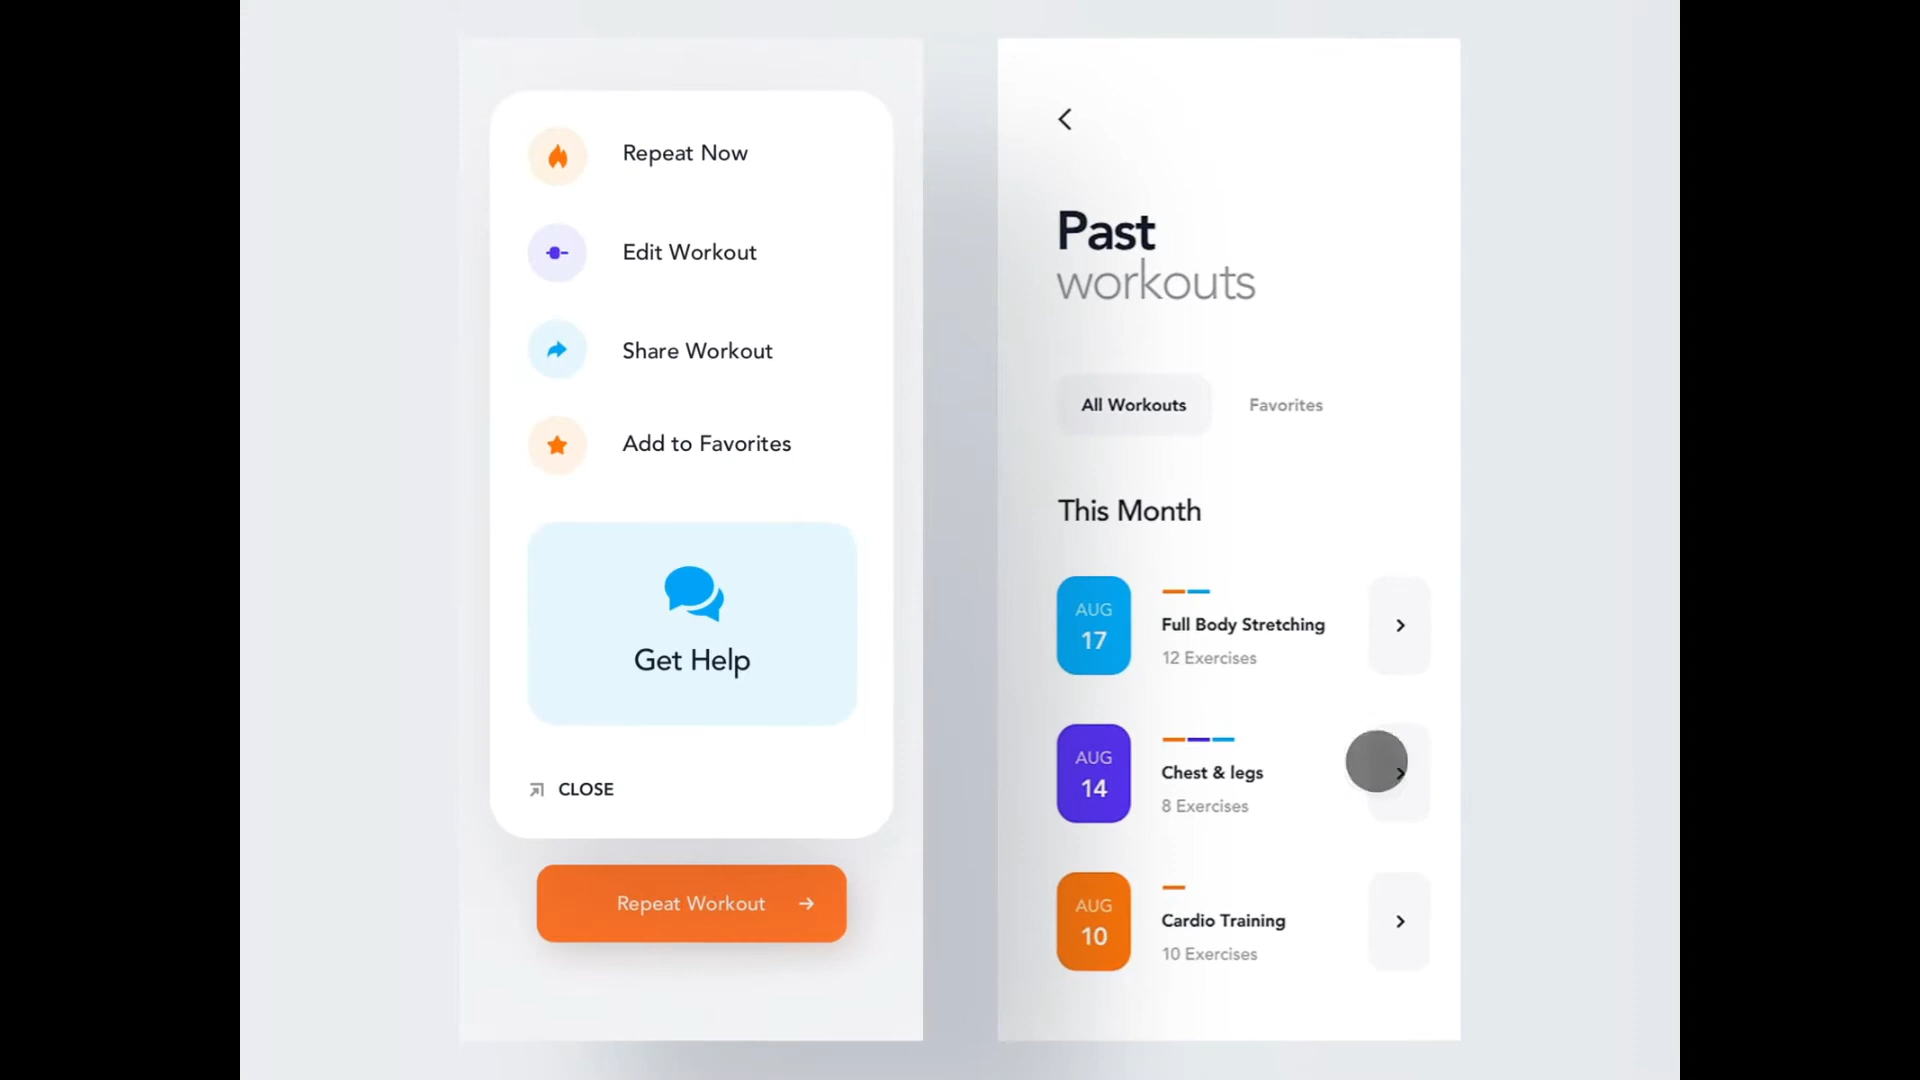 Repeat Now
Edit Workout
Share Workout
Add to Favorites
Get Help
CLOSE
Repeat Workout
Past
workouts
All Workouts
Favorites
This Month
AUG
17
Full Body Stretching
12 Exercises
AUG
14
Chest & legs
8 Exercises
AUG
10
Cardio Training
10 Exercises